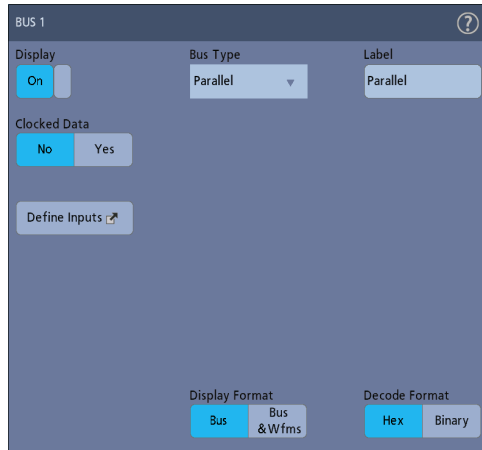 BUS 1
?
Display
Bus Type
Label
On
Parallel
Parallel
Clocked Data
No
Yes
Define Inputs
Display Format
Decode Format
Bus
Bus
&Wfms
Hex
Binary